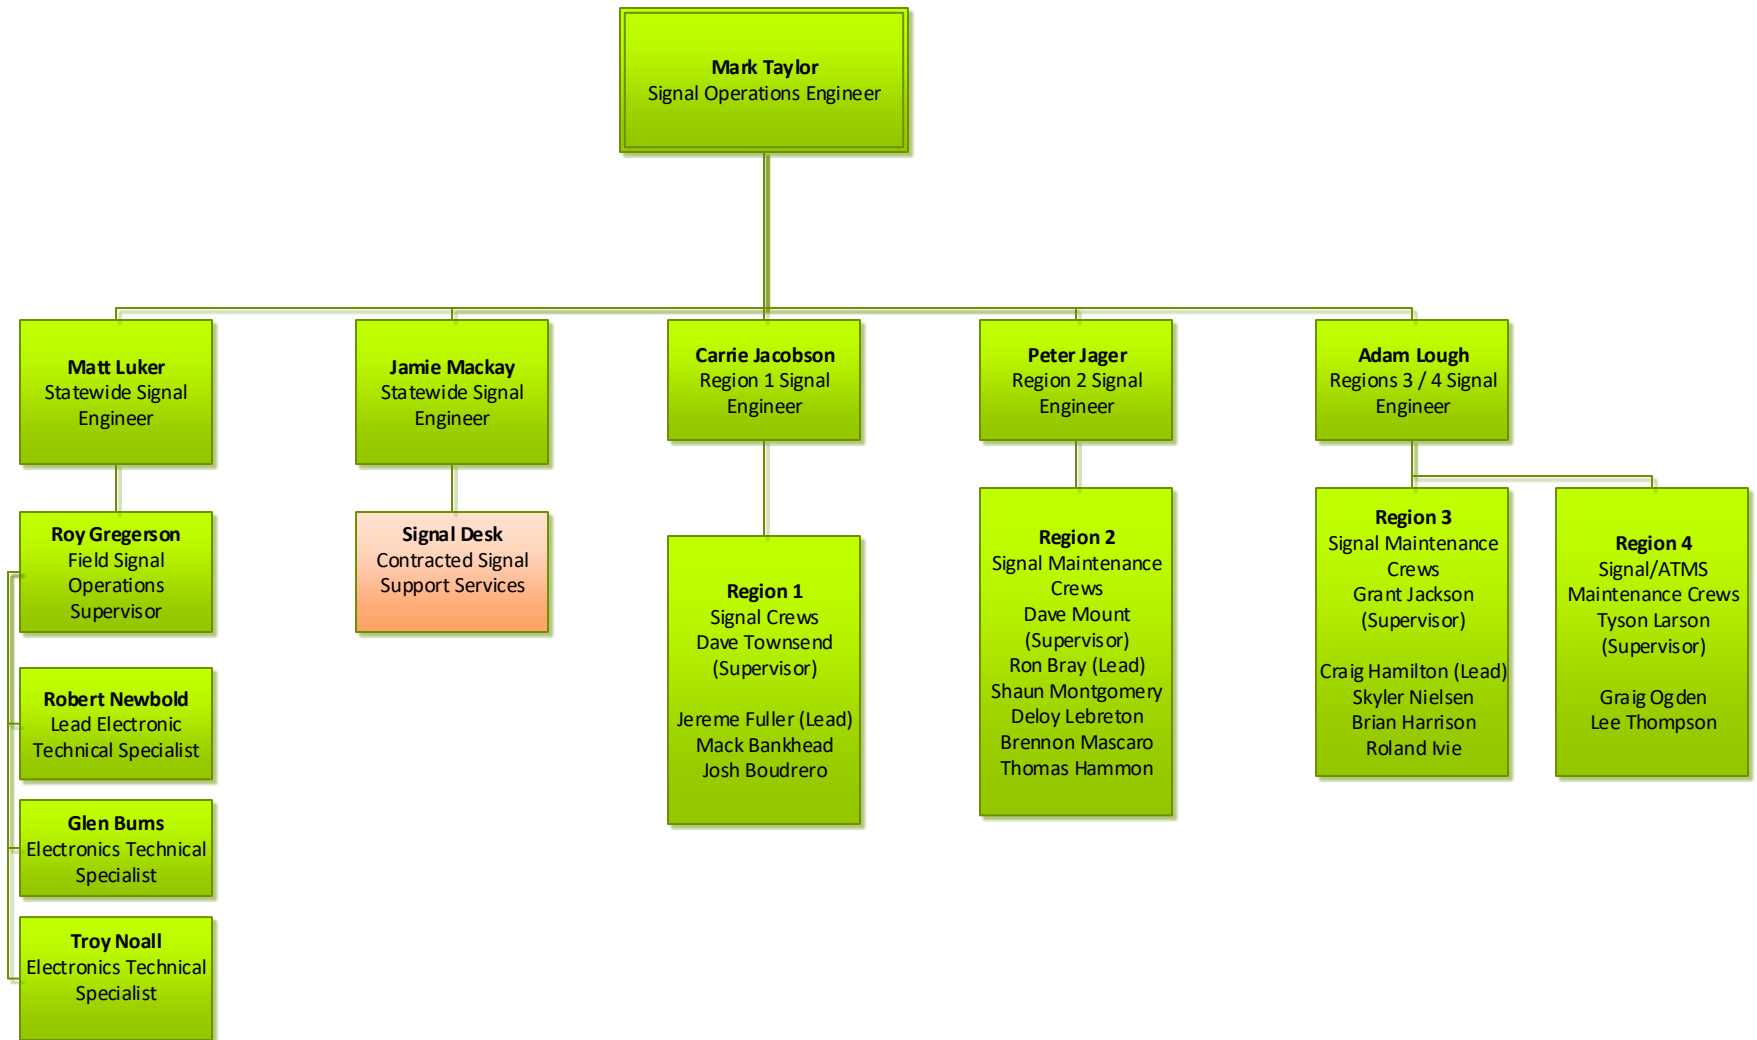 Mark Taylor
Signal Operations Engineer
Matt Luker
Statewide Signal
Engineer
Jamie Mackay
Statewide Signal
Engineer
Carrie Jacobson
Region 1 Signal
Engineer
Peter Jager
Region 2 Signal
Engineer
Adam Lough
Regions 3 / 4 Signal
Engineer
Roy Gregerson
Field Signal
Operations
Supervisor
Signal Desk
Contracted Signal
Support Services
Region 1
Signal Crews
Dave Townsend
(Supervisor)
Jereme Fuller (Lead)
Mack Bankhead
Josh Boudrero
Region 2
Signal Maintenance
Crews
Dave Mount
(Supervisor)
Ron Bray (Lead)
Shaun Montgomery
Deloy Lebreton
Brennon Mascaro
Thomas Hammon
Region 3
Signal Maintenance
Crews
Grant Jackson
(Supervisor)
Craig Hamilton (Lead)
Skyler Nielsen
Brian Harrison
Roland Ivie
Region 4
Signal/ATMS
Maintenance Crews
Tyson Larson
(Supervisor)
Graig Ogden
Lee Thompson
Robert Newbold
Lead Electronic
Technical Specialist
Glen Burns
Electronics Technical
Specialist
Troy Noall
Electronics Technical
Specialist